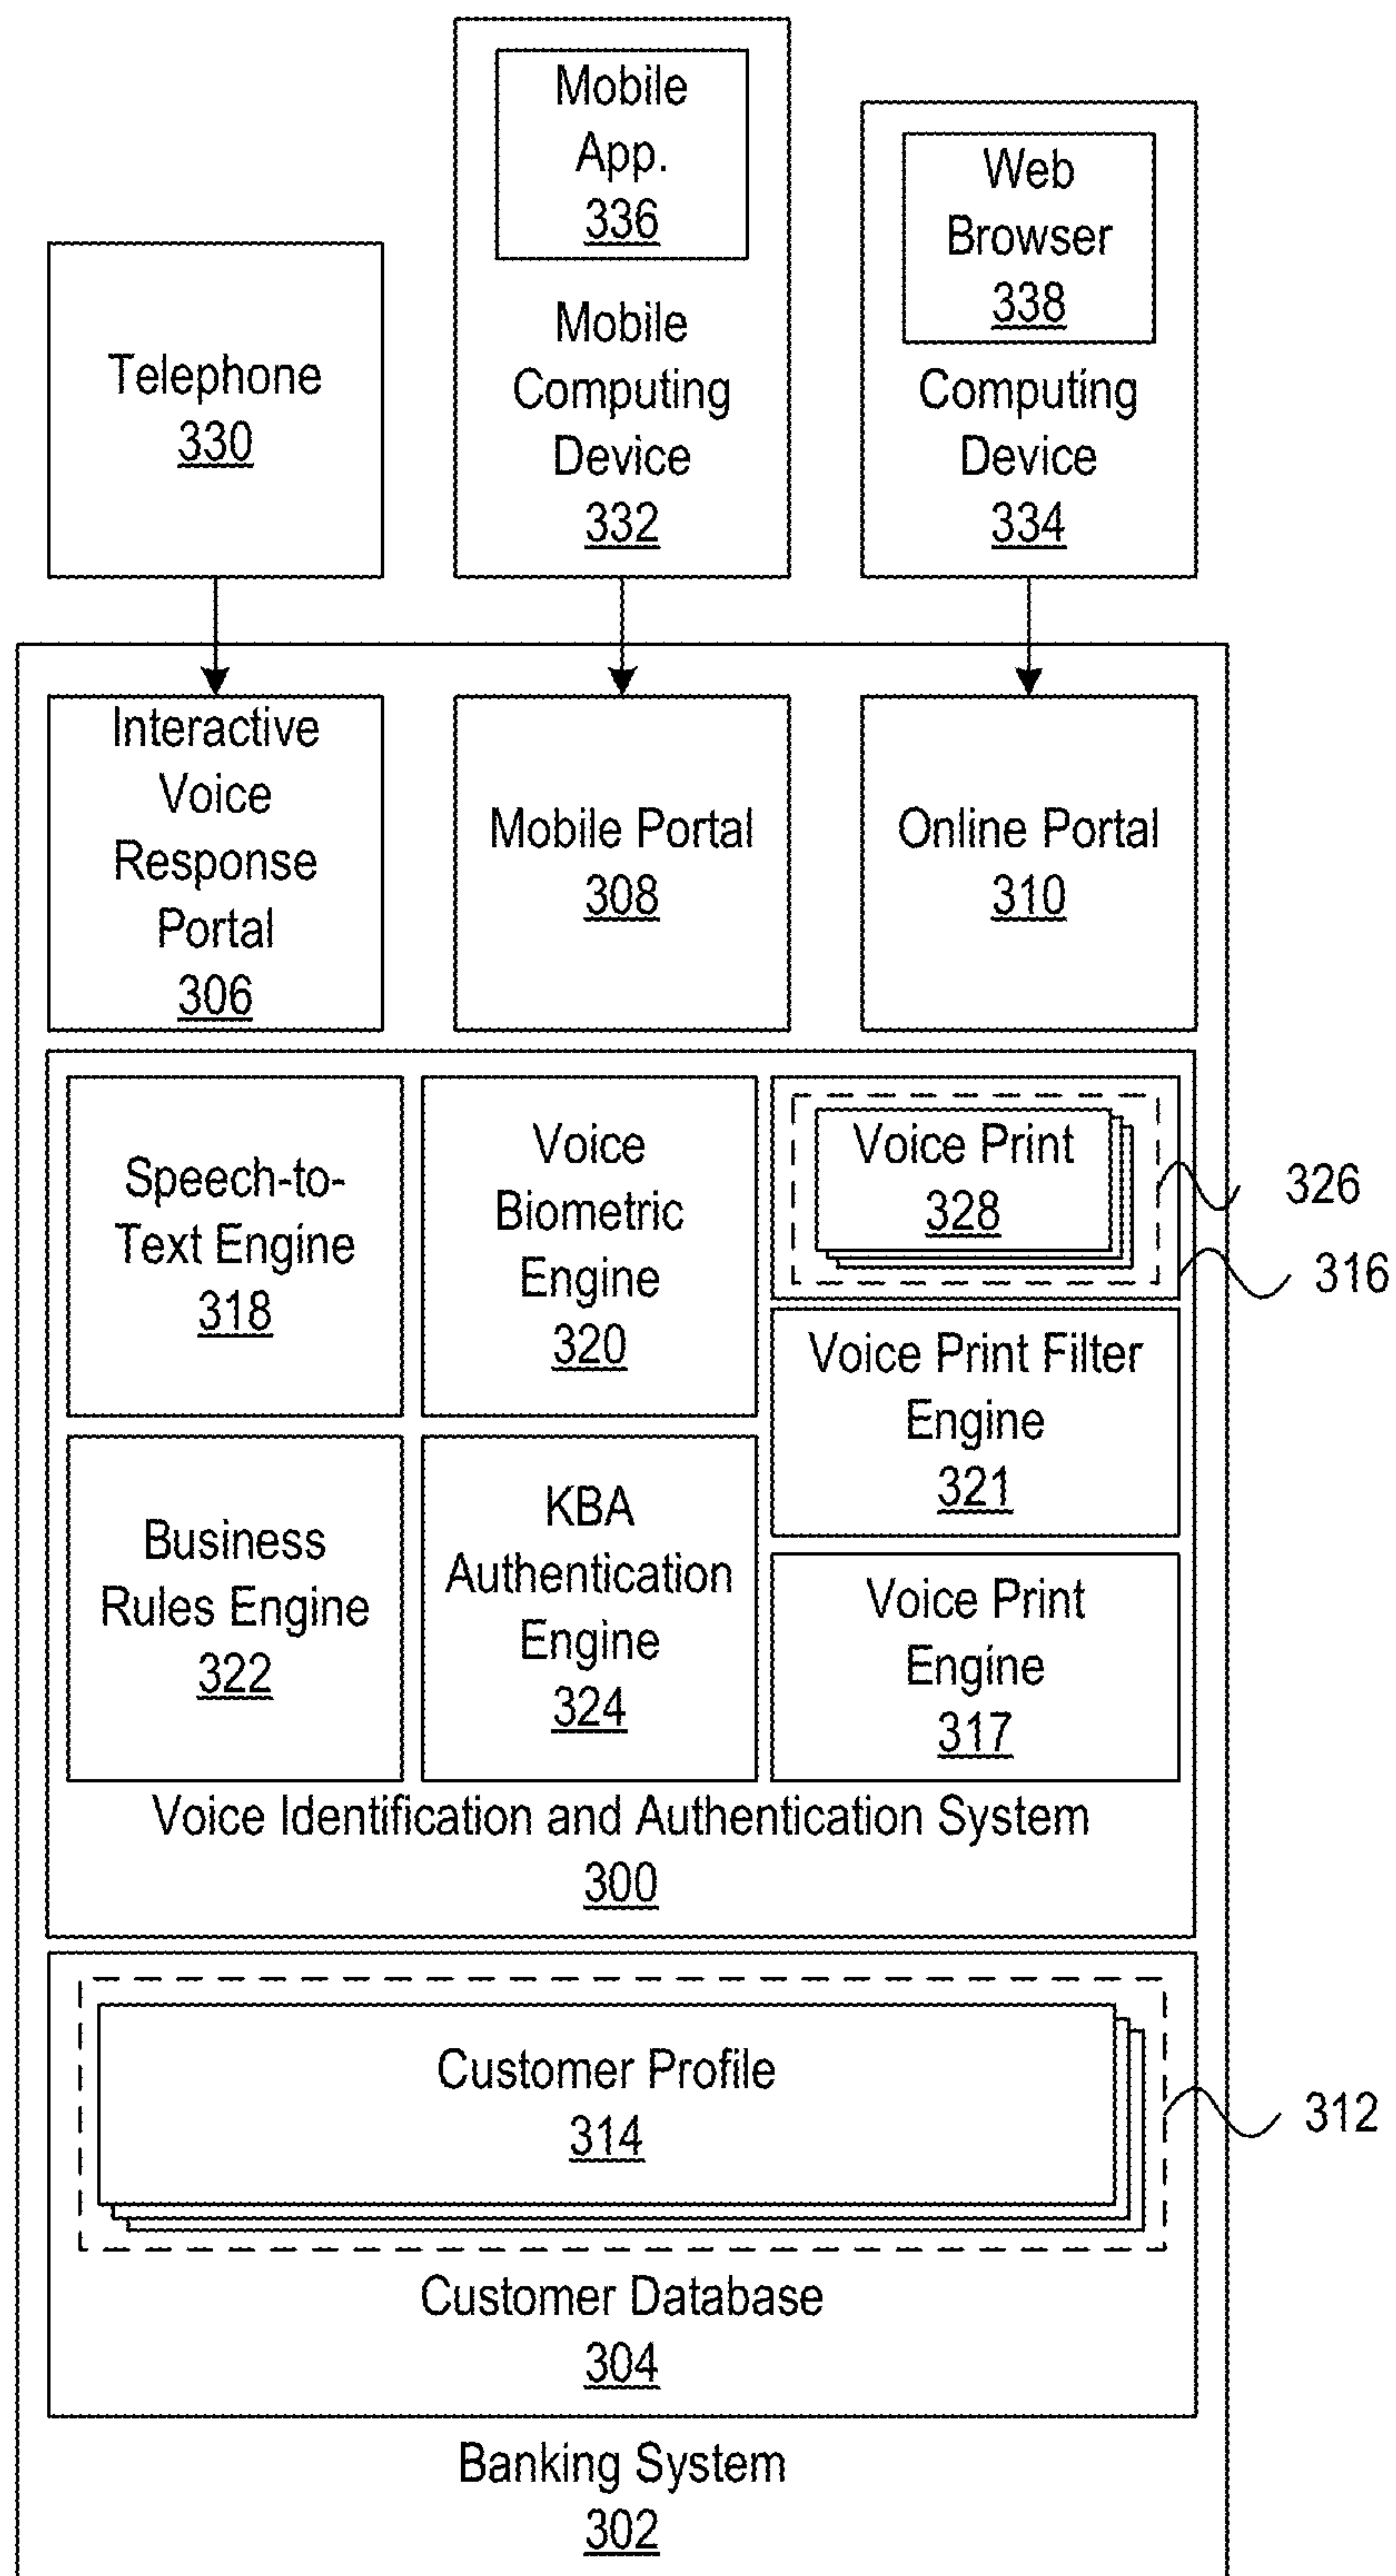 Mobile
App.
336
Mobile
Computing
Device
332
Web
Browser
338
Computing
Device
334
Telephone
330
Interactive
Voice
Response
Portal
306
Mobile Portal
308
Online Portal
310
Speech-to-
Text Engine
318
Voice
Biometric
Engine
320
Voice Print
328
326
316
Voice Print Filter
Engine
321
Business
Rules Engine
322
KBA
Authentication
Engine
324
Voice Print
Engine
317
Voice Identification and Authentication System
300
Customer Profile
314
312
Customer Database
304
Banking System
302